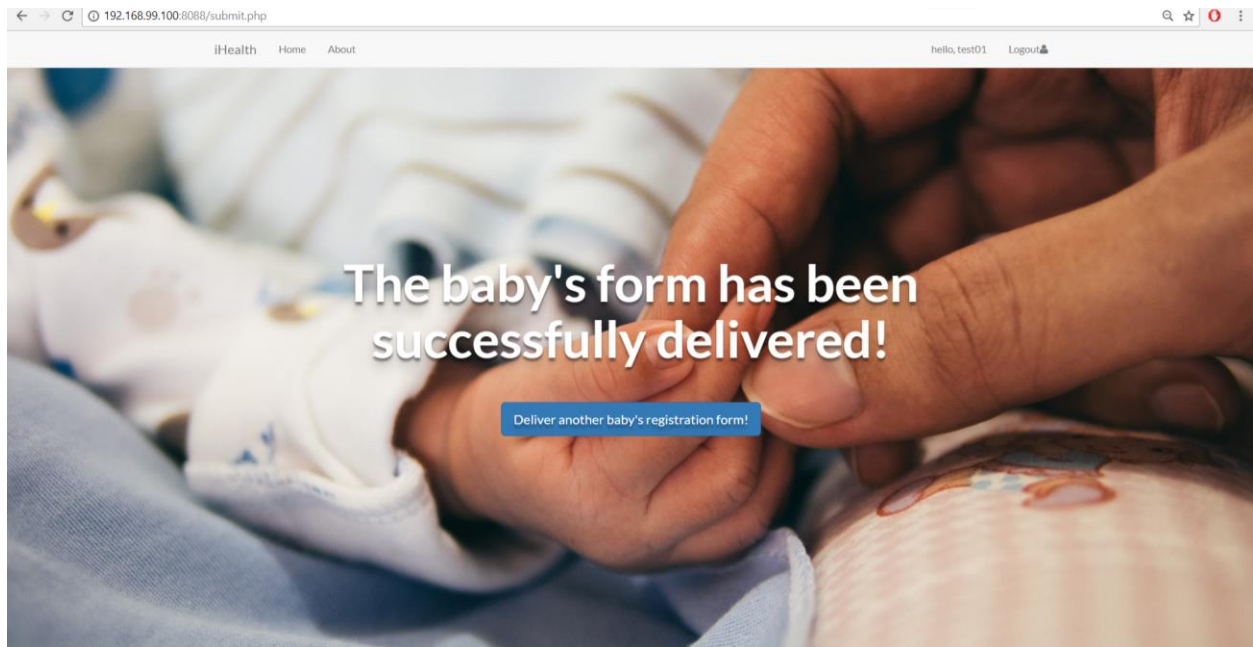 192.168.99.100:8088/submit.php
iHealth Home About hello, test01 Logout
The baby's form has been
successfully delivered!
Deliver another baby's registration form!